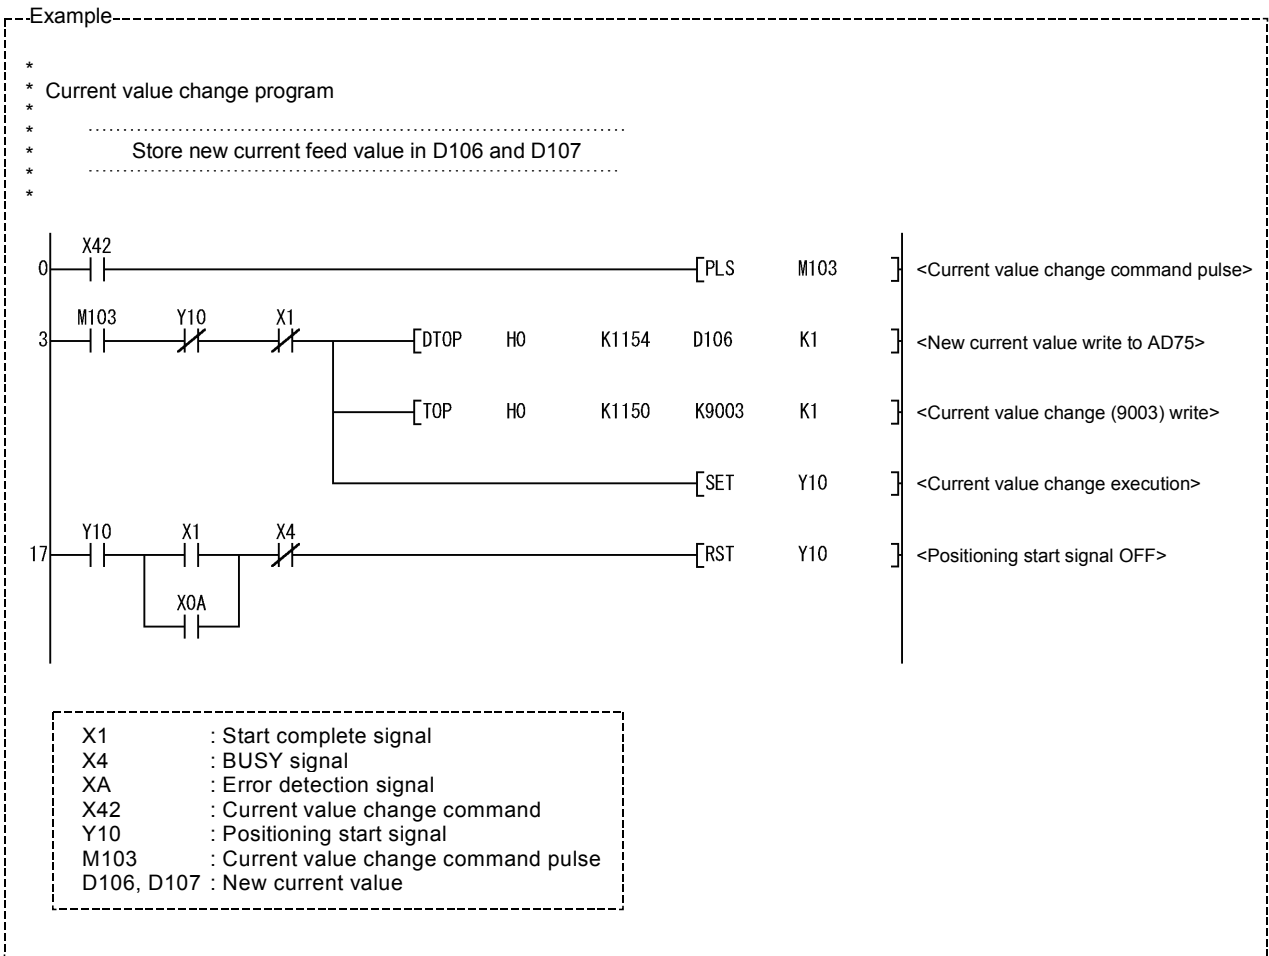 Example
*
* Current value change program
*
*
* Store new current feed value in D106 and D107
*
*
X42
0 PLS M103 <Current value change command pulse>
M103 Y10 X1
3 DTOP H0 K1154 D106 K1 <New current value write to AD75>
TOP H0 K1150 K9003 K1 <Current value change (9003) write>
SET Y10 <Current value change execution>
Y10 X1 X4
17 RST Y10 <Positioning start signal OFF>
X0A
X1 : Start complete signal
X4 : BUSY signal
XA : Error detection signal
X42 : Current value change command
Y10 : Positioning start signal
M103 : Current value change command pulse
D106, D107 : New current value